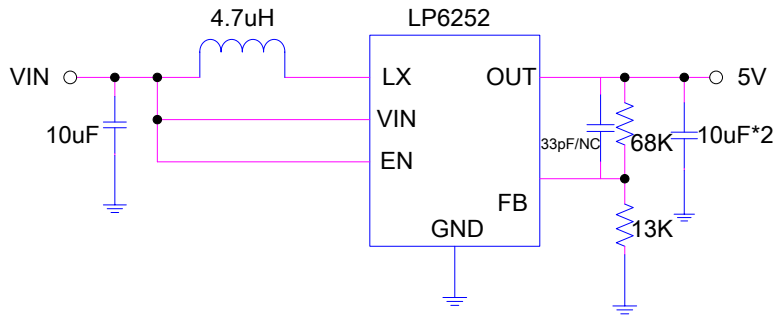 4.7uH
LP6252
VIN
LX
OUT
5V
10uF
VIN
33pF/NC
68K
10uF*2
EN
FB
GND
13K